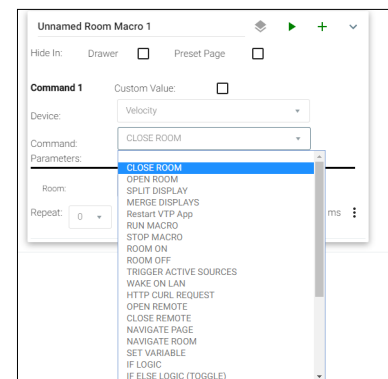 Unnamed Room Macro 1
Hide In: Drawer Preset Page
Command 1 Custom Value:
Device: Velocity
Command: CLOSE ROOM
Parameters:
CLOSE ROOM
OPEN ROOM
SPLIT DISPLAY
MERGE DISPLAYS
Restart VTP App
RUN MACRO
STOP MACRO
ROOM ON
ROOM OFF
TRIGGER ACTIVE SOURCES
WAKE ON LAN
HTTP CURL REQUEST
OPEN REMOTE
CLOSE REMOTE
NAVIGATE PAGE
NAVIGATE ROOM
SET VARIABLE
IF LOGIC
IF ELSE LOGIC (TOGGLE)
Room:
Repeat: 0 ms